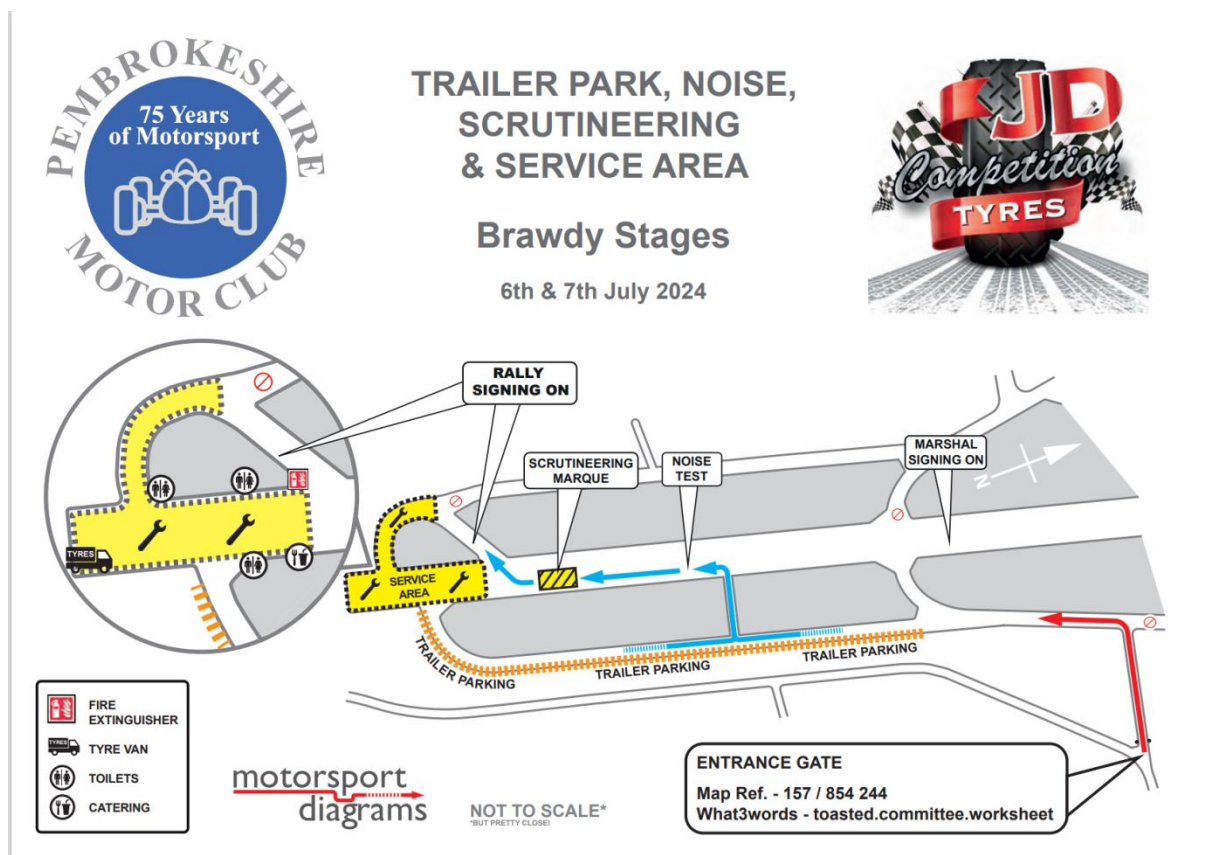 PEMBROKESHIRE
MOTOR CLUB
75 Years
of Motorsport
TRAILER PARK, NOISE,
SCRUTINEERING
& SERVICE AREA
Brawdy Stages
6th & 7th July 2024
JD
Competition
TYRES
RALLY
SIGNING ON
SCRUTINEERING
MARQUE
NOISE
TEST
MARSHAL
SIGNING ON
N
TYRES
SERVICE
AREA
TRAILER PARKING
TRAILER PARKING
TRAILER PARKING
FIRE
EXTINGUISHER
TYRES
TYRE VAN
TOILETS
CATERING
motorsport
diagrams
NOT TO SCALE*
*BUT PRETTY CLOSE!
ENTRANCE GATE
Map Ref. - 157 / 854 244
What3words - toasted.committee.worksheet